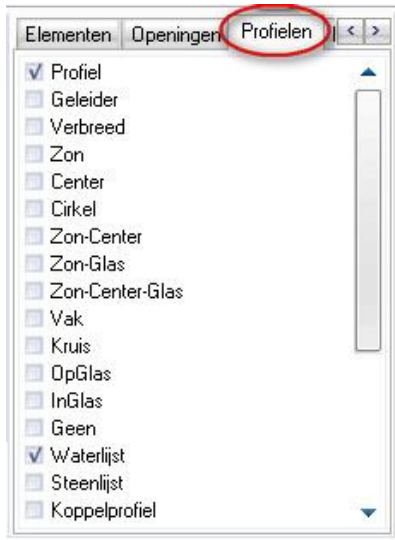 Elementen Openingen Profielen
Profiel
Geleider
Verbreed
Zon
Center
Cirkel
Zon-Center
Zon-Glas
Zon-Center-Glas
Vak
Kruis
OpGlas
InGlas
Geen
Waterlijst
Steenlijst
Koppelprofiel